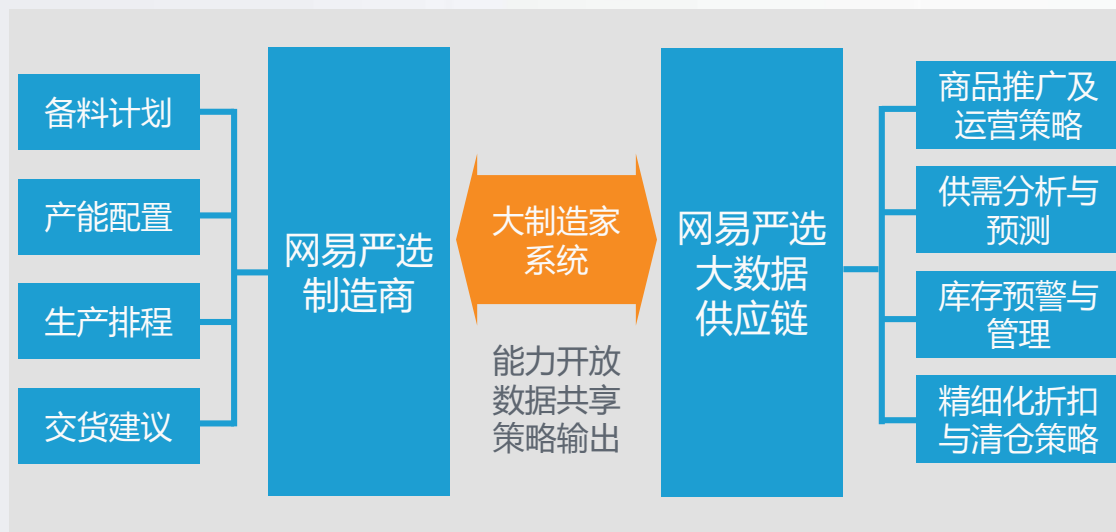 备料计划
产能配置
生产排程
交货建议
网易严选
制造商
大制造家
系统
能力开放
数据共享
策略输出
网易严选
大数据
供应链
商品推广及
运营策略
供需分析与
预测
库存预警与
管理
精细化折扣
与清仓策略